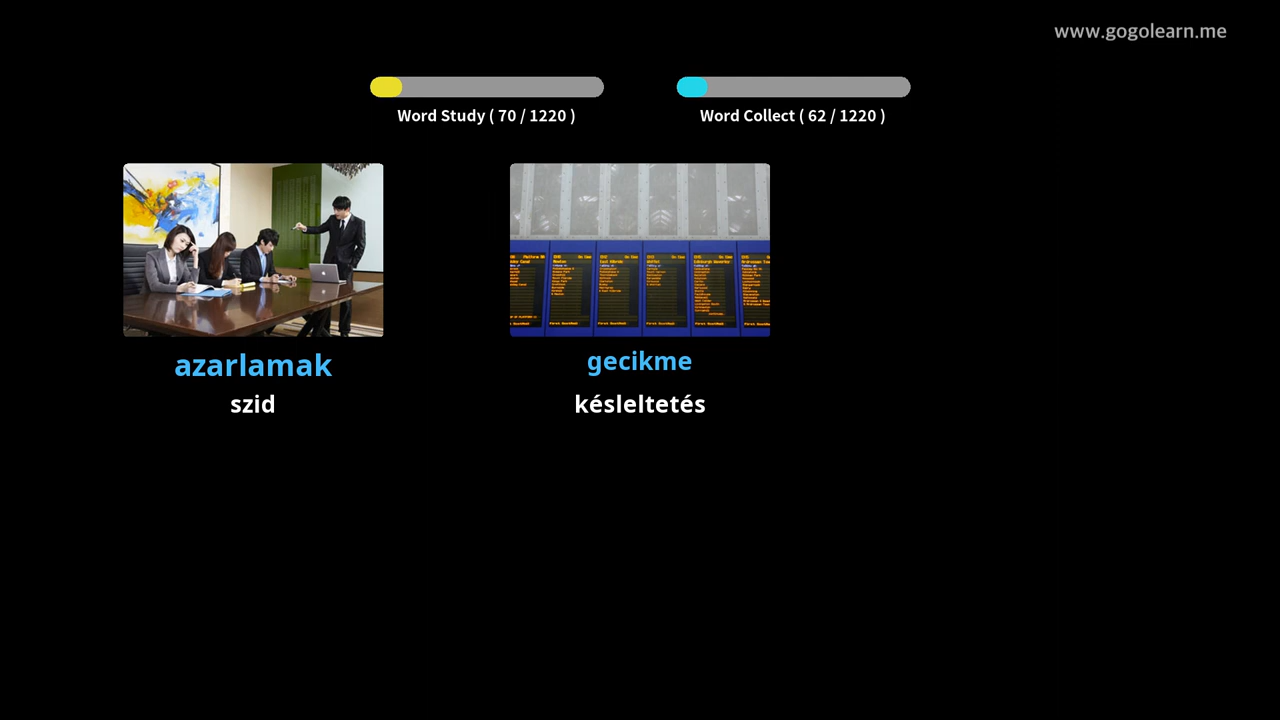 www.gogolearn.me
Word Study ( 70 / 1220 )
Word Collect ( 62 / 1220 )
azarlamak
szid
gecikme
késleltetés